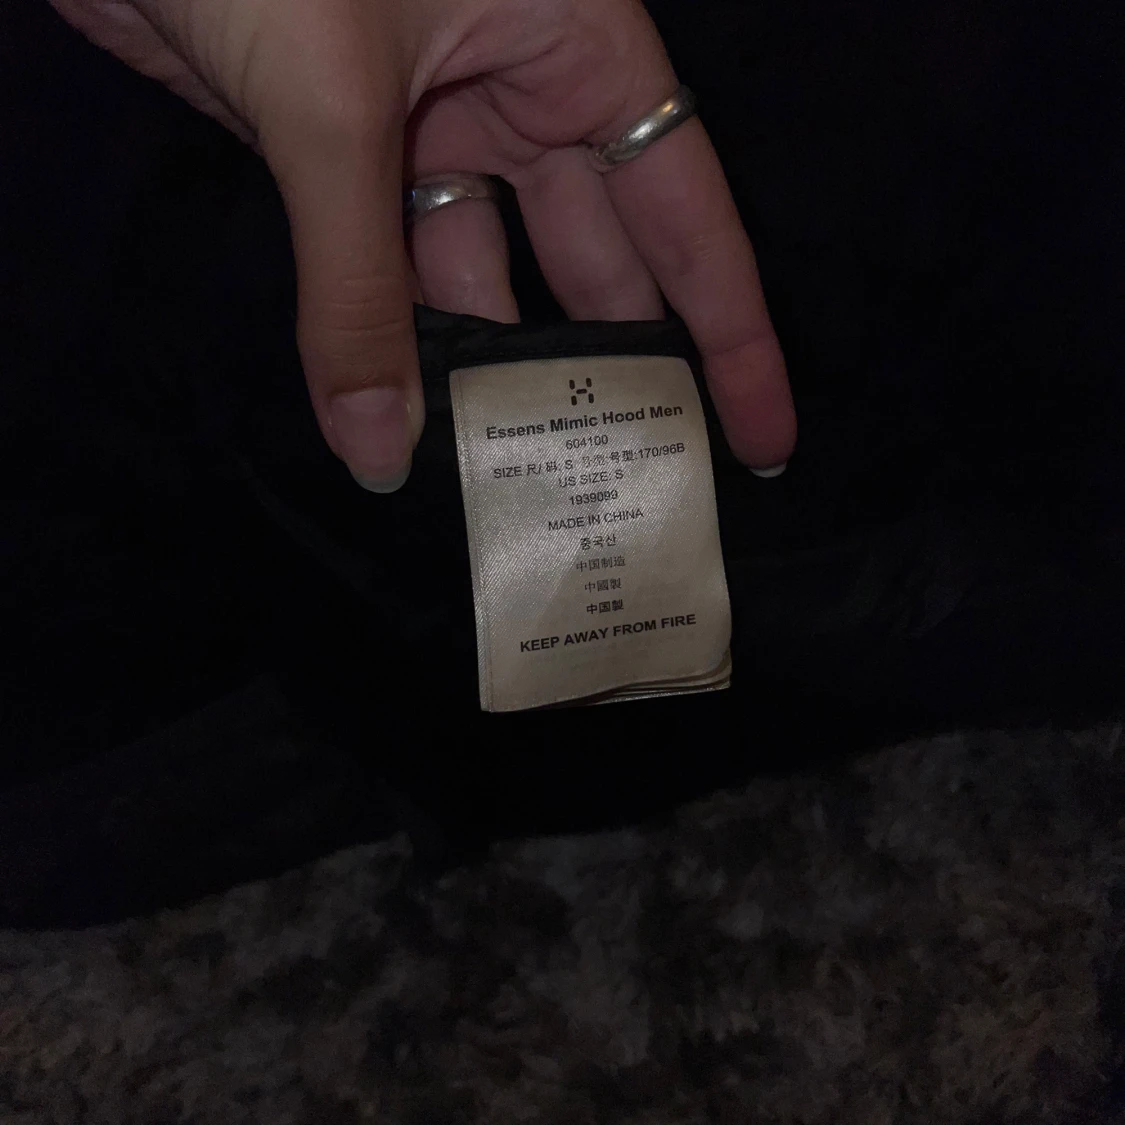 Essens Mimic Hood Men
604100
SIZE 尺/ 码: S 号型:170/96B
US SIZE: S
1939099
MADE IN CHINA
중국산
中国制造
中國製
中国製
KEEP AWAY FROM FIRE